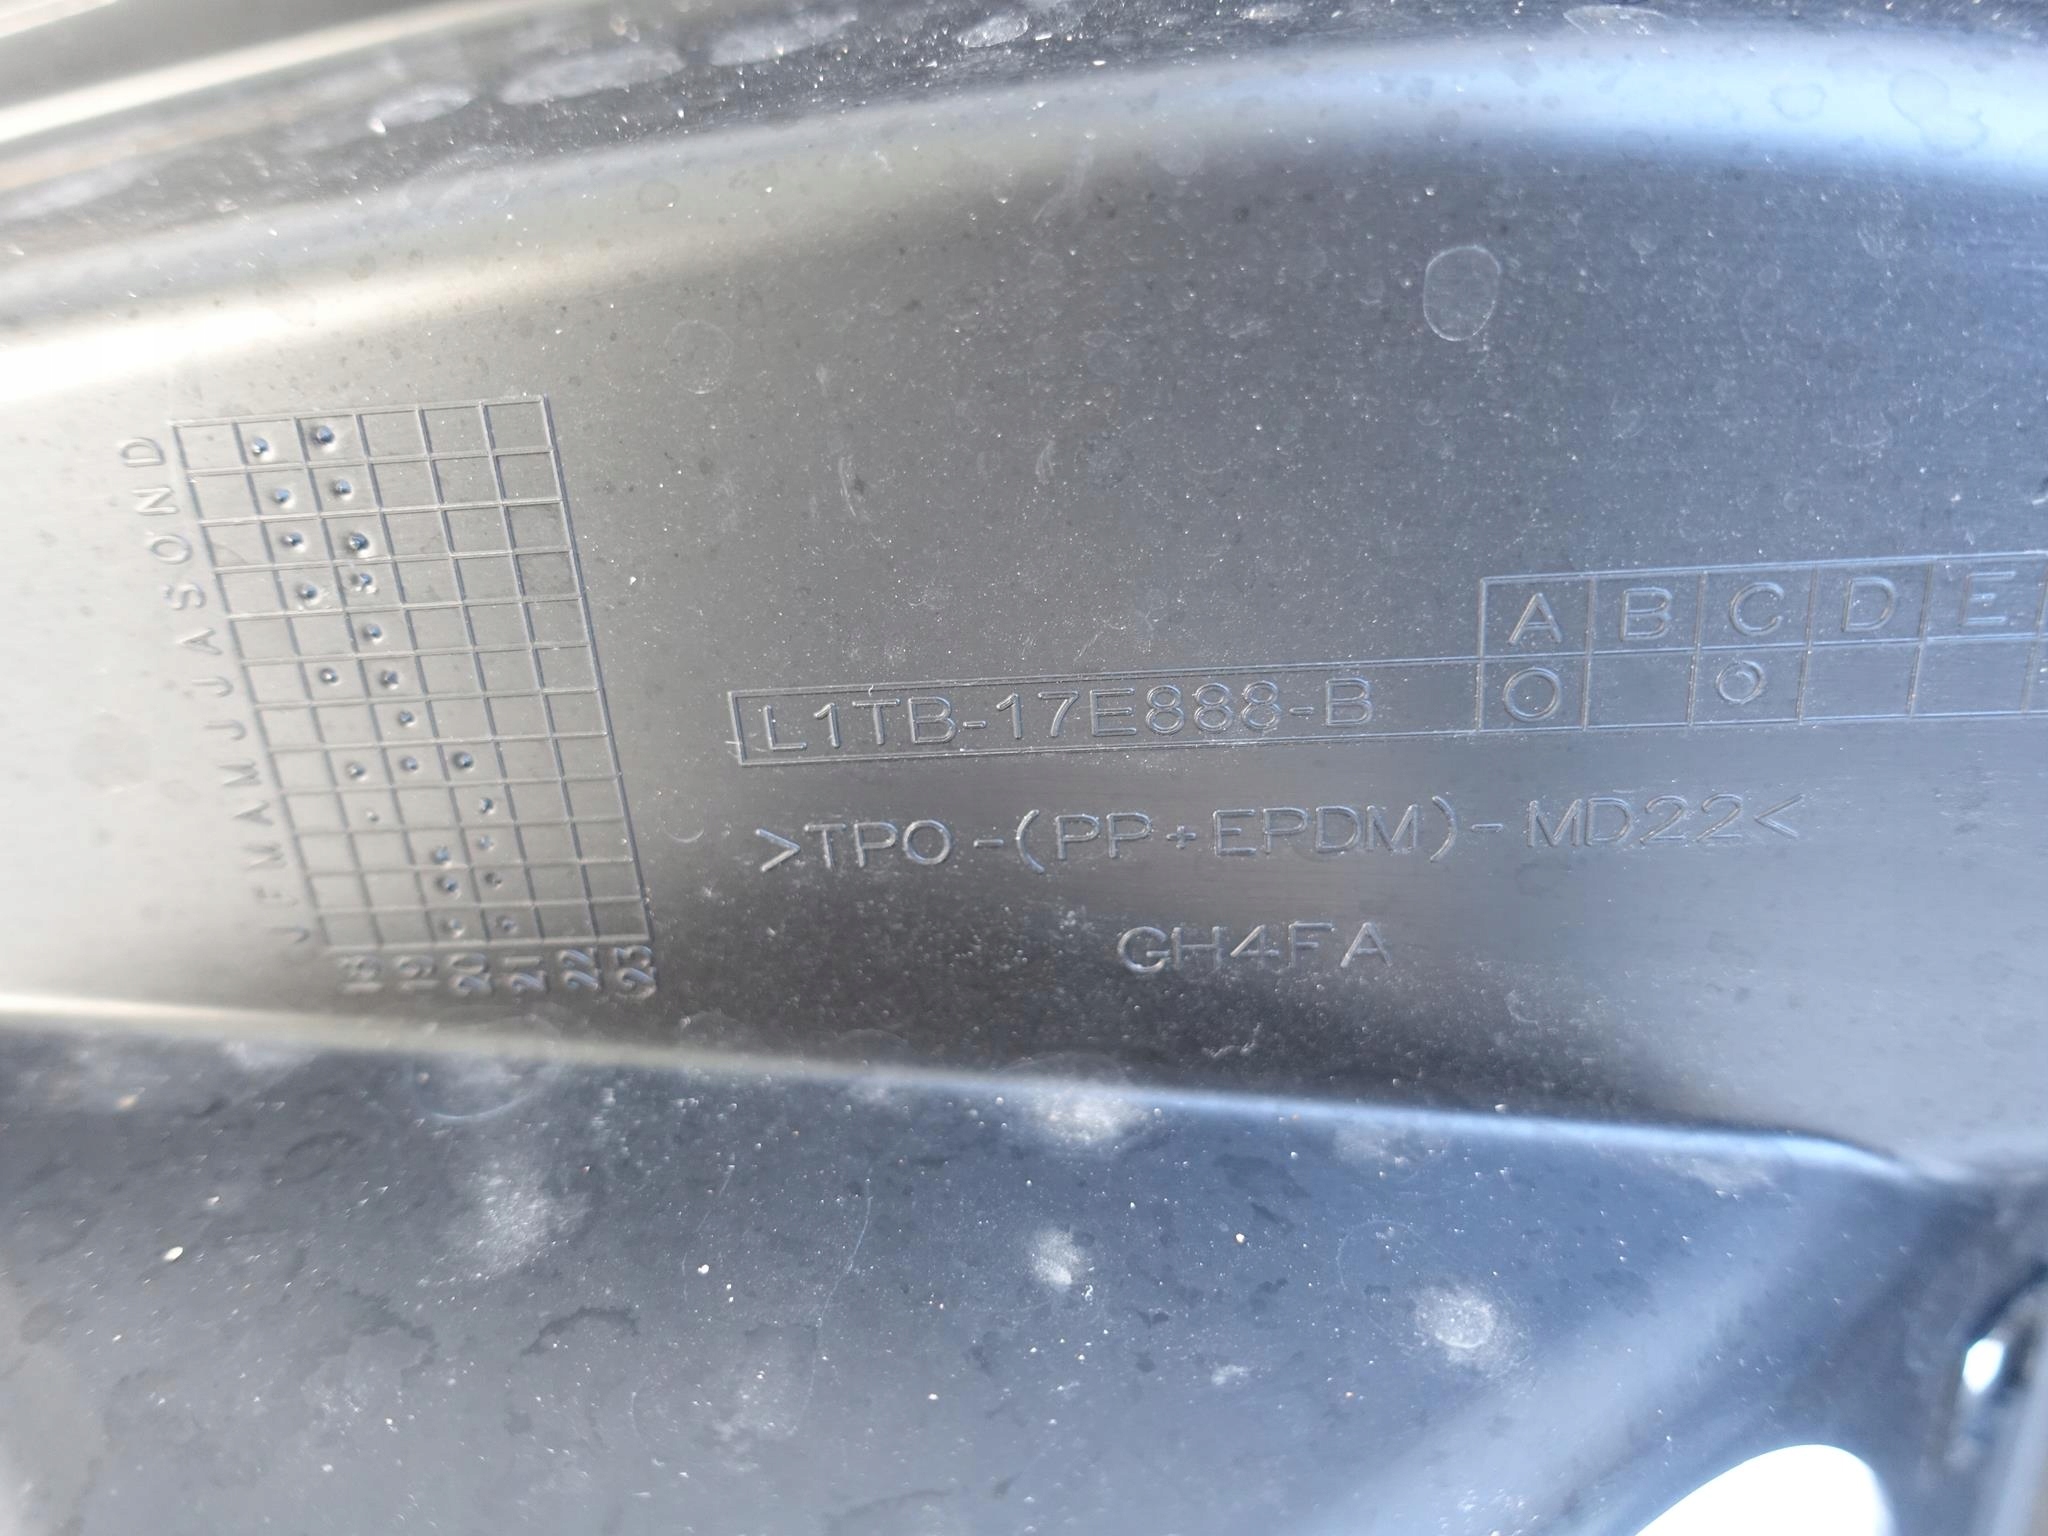 D
N
O
S
A
J
J
M
A
M
F
J
18 19 20 21 22 23
A B C D E
L1TB-17E888-B O O
>TPO-(PP+EPDM)-MD22<
GH4FA